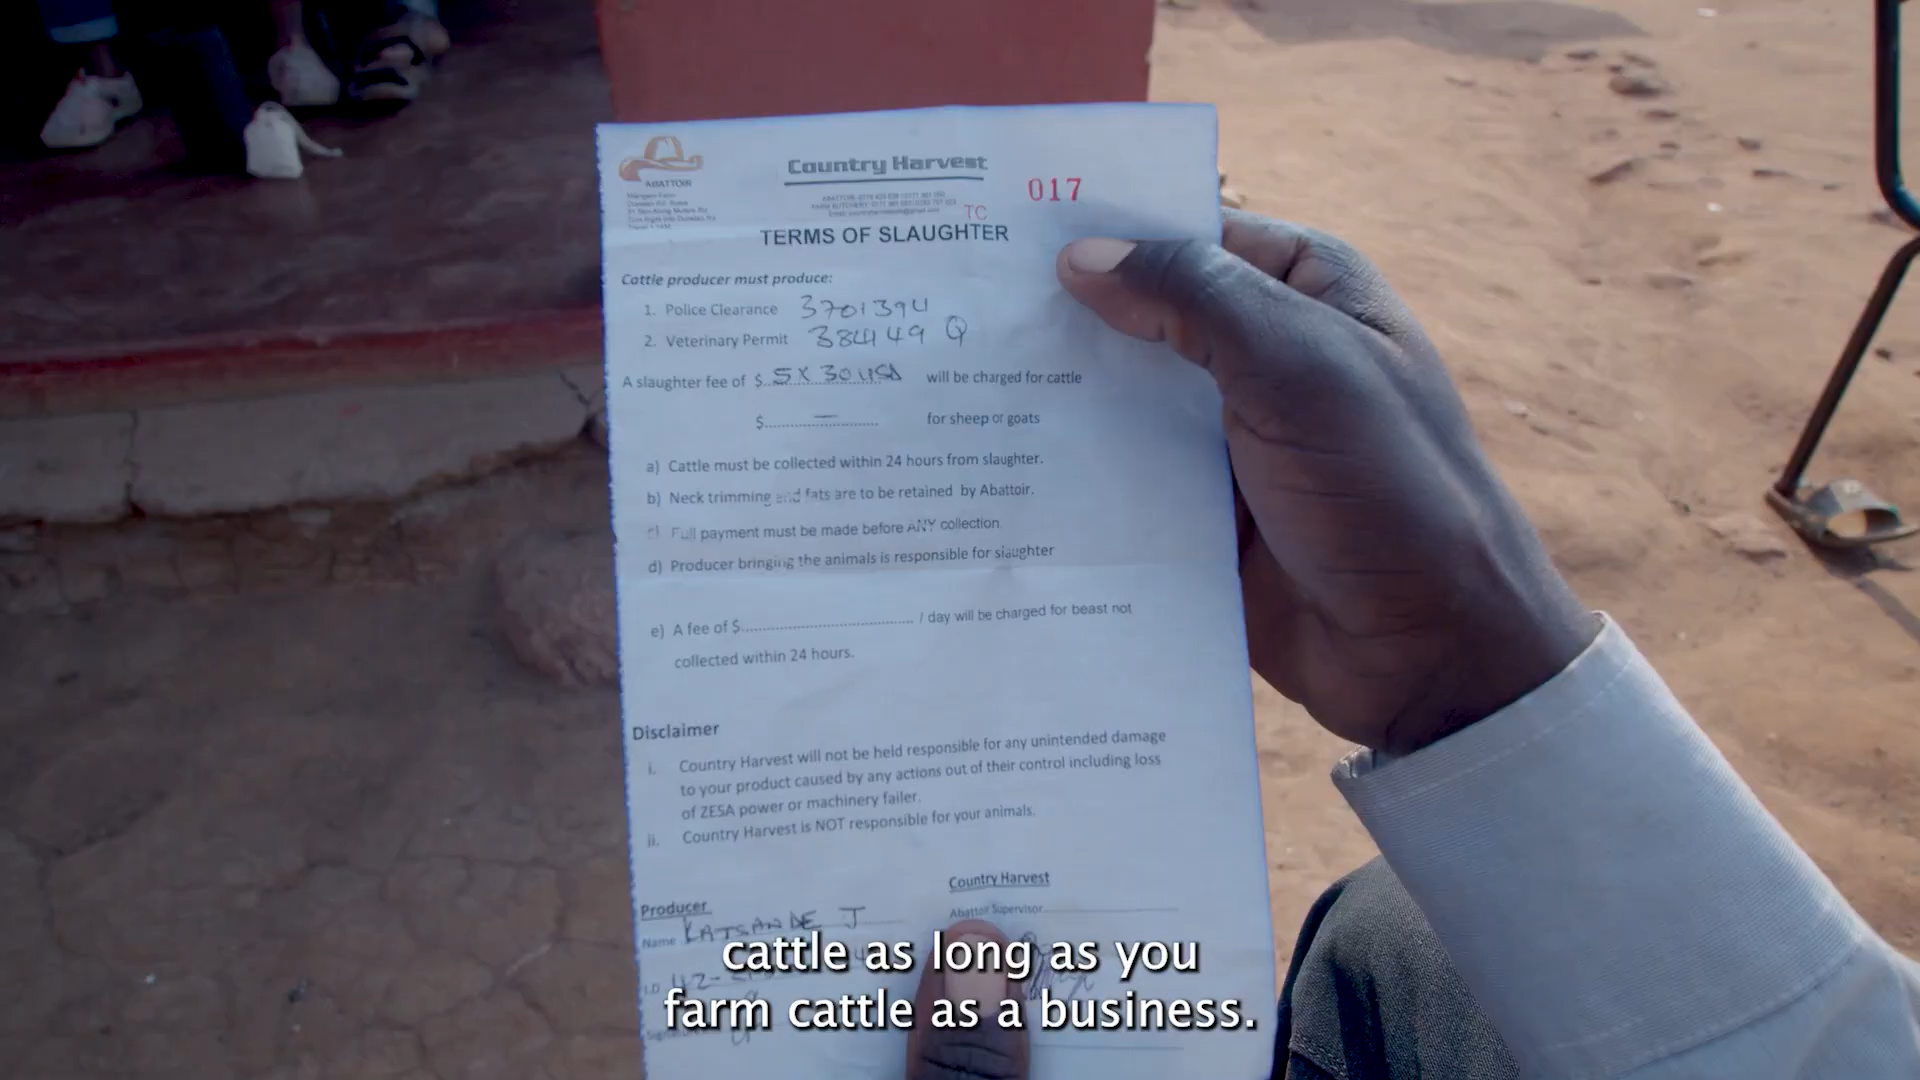 Country Harvest
ABATTOIR
017
TC
TERMS OF SLAUGHTER
Cattle producer must produce:
1. Police Clearance 3701394
2. Veterinary Permit 38449 Q
A slaughter fee of $ 5 X 30 USD will be charged for cattle
$ — for sheep or goats
a) Cattle must be collected within 24 hours from slaughter.
b) Neck trimming and fats are to be retained by Abattoir.
c) Full payment must be made before ANY collection.
d) Producer bringing the animals is responsible for slaughter
e) A fee of $ / day will be charged for beast not
collected within 24 hours.
Disclaimer
i. Country Harvest will not be held responsible for any unintended damage
to your product caused by any actions out of their control including loss
of ZESA power or machinery failer.
ii. Country Harvest is NOT responsible for your animals.
Producer
Name KATSANDE J
I.D 42-
Country Harvest
Abattoir Supervisor
cattle as long as you
farm cattle as a business.